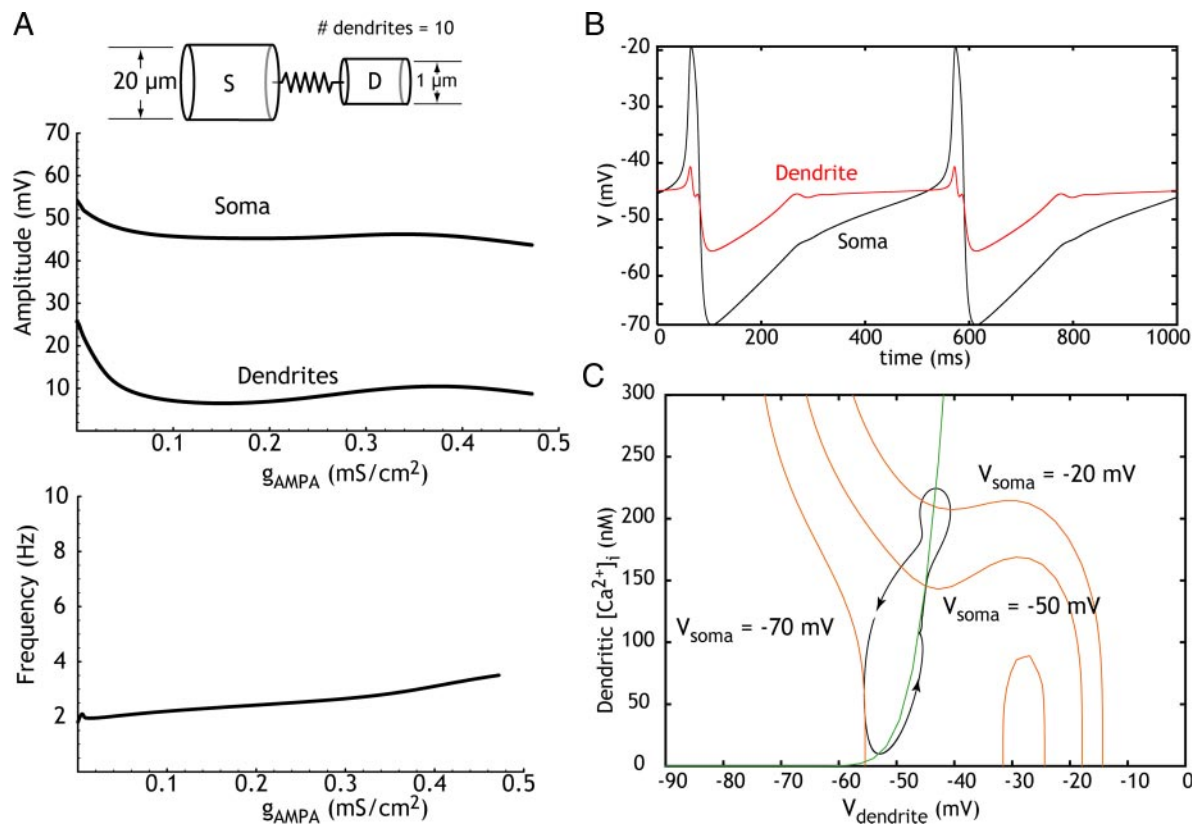 A
# dendrites = 10
20 µm
S
D
1 µm
70
60
50
40
30
20
10
Amplitude (mV)
Soma
Dendrites
0.1 0.2 0.3 0.4 0.5
gAMPA (mS/cm2)
10
8
6
4
2
Frequency (Hz)
0.1 0.2 0.3 0.4 0.5
gAMPA (mS/cm2)
B
-20
-30
-40
-50
-60
-70
V (mV)
Dendrite
Soma
0 200 400 600 800 1000
time (ms)
C
300
250
200
150
100
50
0
Dendritic [Ca2+]i (nM)
Vsoma = -20 mV
Vsoma = -50 mV
Vsoma = -70 mV
-90 -80 -70 -60 -50 -40 -30 -20 -10 0
Vdendrite (mV)